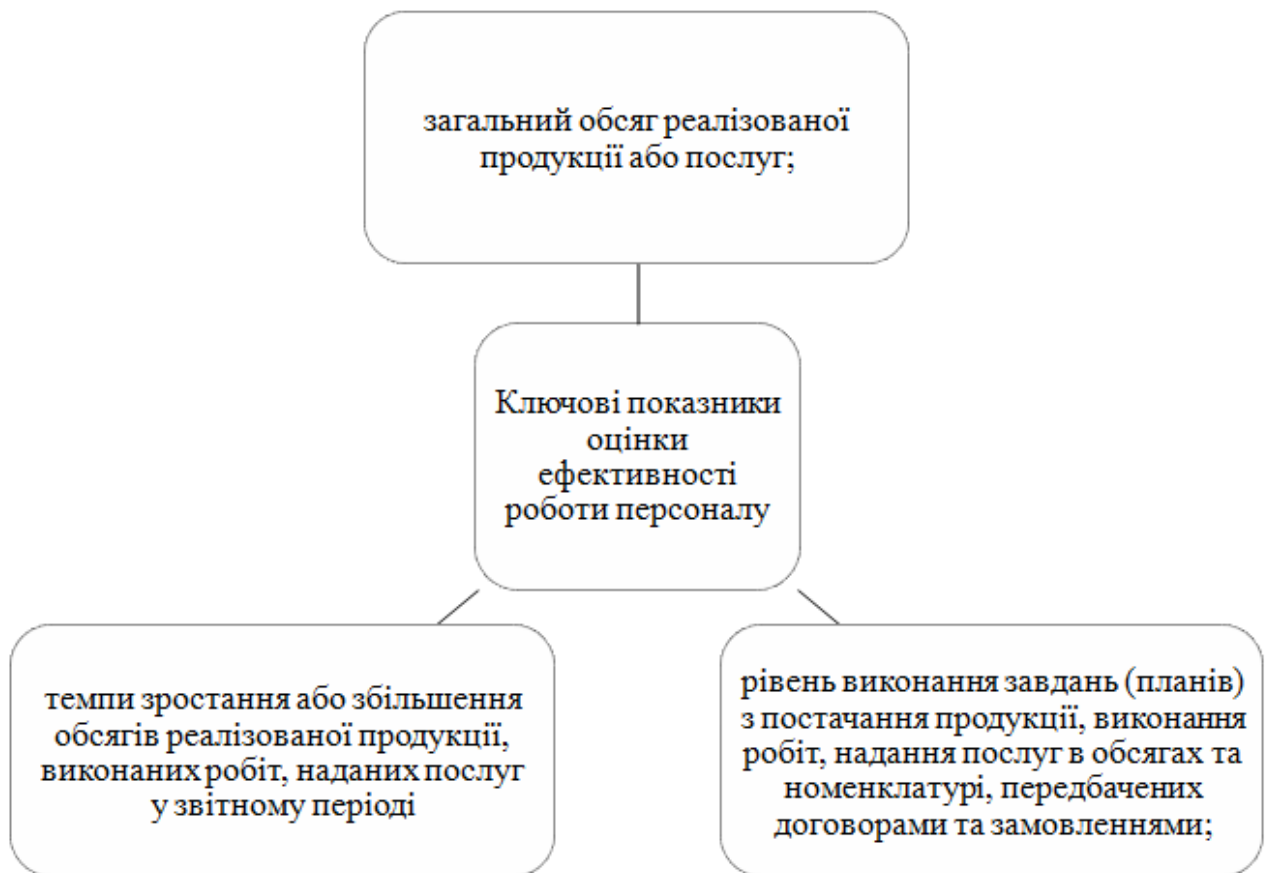 загальний обсяг реалізованої
продукції або послуг;
Ключові показники
оцінки
ефективності
роботи персоналу
темпи зростання або збільшення
обсягів реалізованої продукції,
виконаних робіт, наданих послуг
у звітному періоді
рівень виконання завдань (планів)
з постачання продукції, виконання
робіт, надання послуг в обсягах та
номенклатурі, передбачених
договорами та замовленнями;